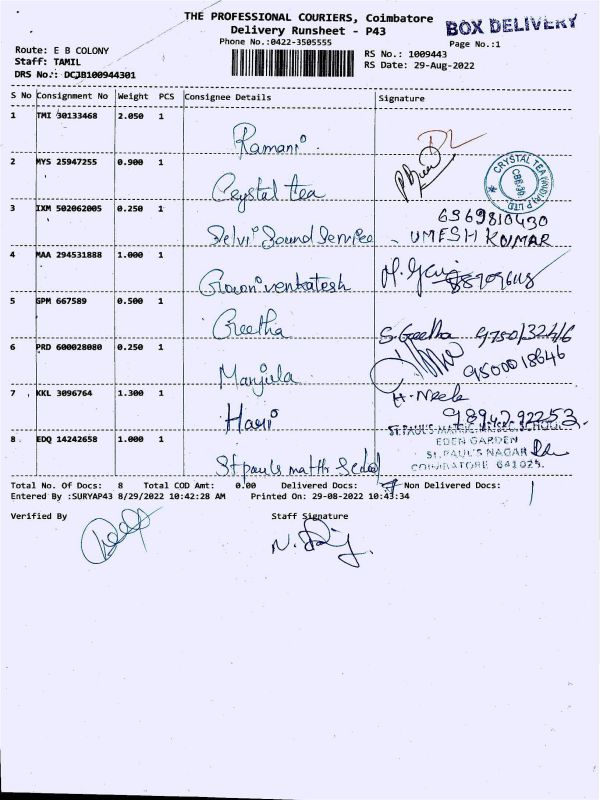 THE PROFESSIONAL COURIERS, Coimbatore
Delivery Runsheet - P43
BOX DELIVERY
Phone No.:0422-3505555
Page No.:1
Route: E B COLONY
Staff: TAMIL
DRS No.: DCJB100944301
RS No.: 1009443
RS Date: 29-Aug-2022
S No Consignment No Weight PCS Consignee Details Signature
1 TMI 30133468 2.050 1 Ramani
2 MYS 25947255 0.900 1 Crystal tea
CRYSTAL TEA (INDIA) P LTD.
3 IXM 502062005 0.250 1 Selvi Sound Service
6369810430
UMESH KUMAR
4 MAA 294531888 1.000 1 Gowri venkatesh
5 GPM 667589 0.500 1 Geetha S. Geetha
6 PRD 600028080 0.250 1 Manjula 9500018646
7 KKL 3096764 1.300 1 Hari
9894292253
ST.PAUL'S MATRIC.HR.SEC.SCHOOL
EDEN GARDEN
8 EDQ 14242658 1.000 1 St pauls
ST.PAUL'S NAGAR
COIMBATORE 641025.
Total No. Of Docs: 8 Total COD Amt: 0.00 Delivered Docs: 7 Non Delivered Docs: 1
Entered By :SURYAP43 8/29/2022 10:42:28 AM Printed On: 29-08-2022 10:43:34
Verified By Staff Signature